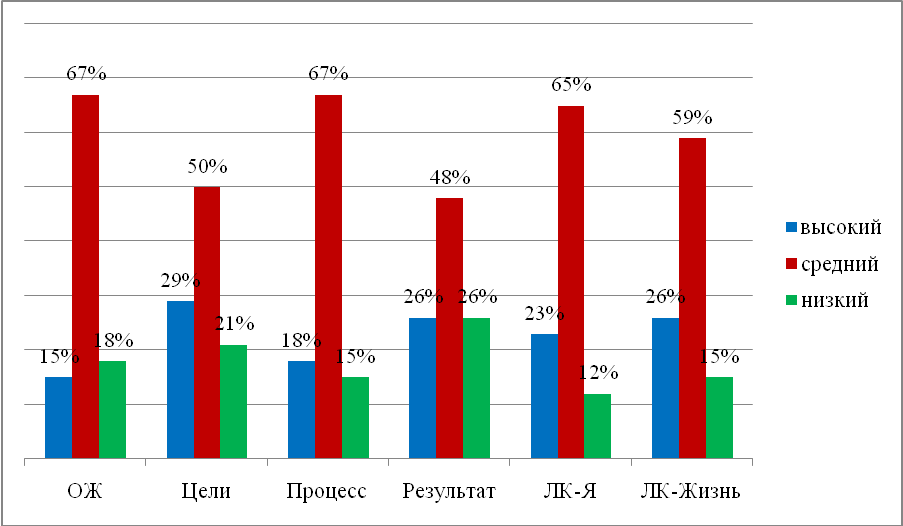 67%
67%
65%
59%
50%
48%
29%
26%
26%
26%
23%
21%
18%
18%
15%
15%
15%
12%
высокий
средний
низкий
ОЖ
Цели
Процесс
Результат
ЛК-Я
ЛК-Жизнь